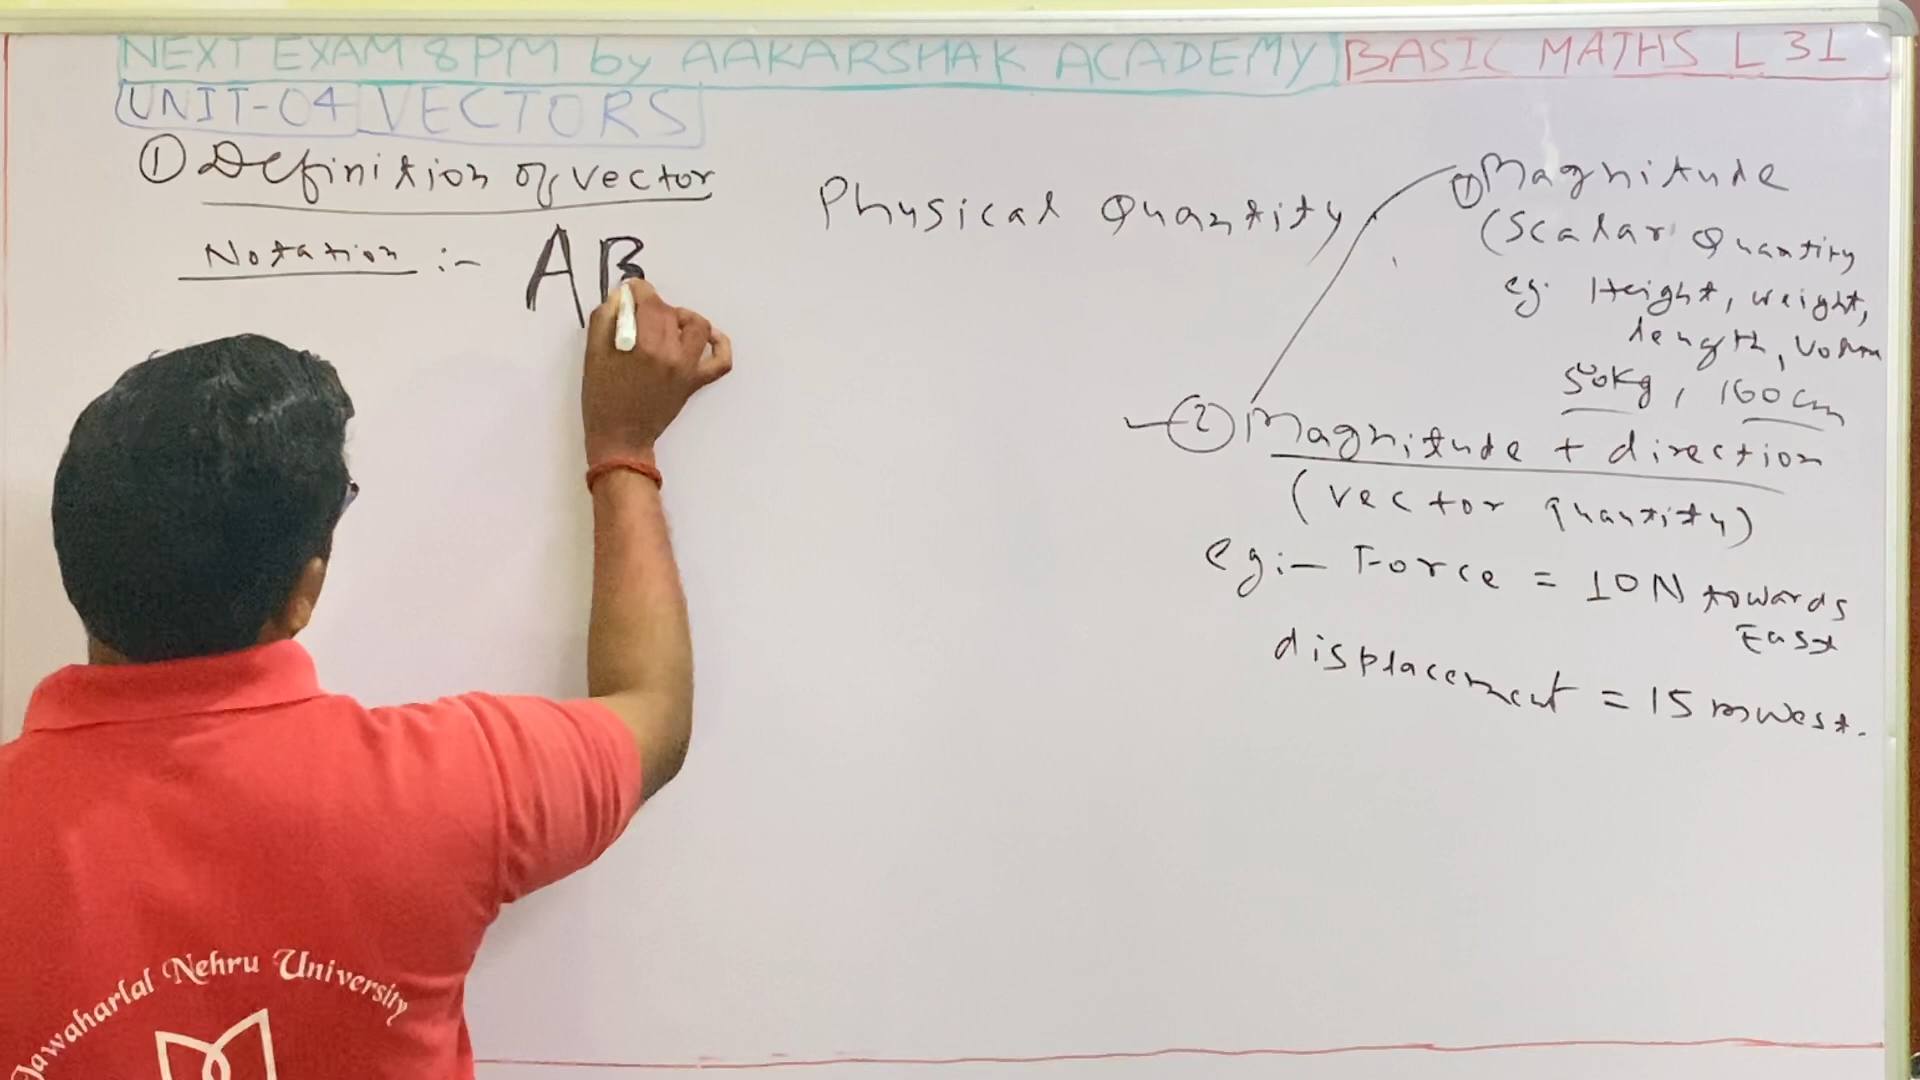 NEXT EXAM 8PM by AAKARSHAK ACADEMY BASIC MATHS L 31
UNIT-04 VECTORS
① Definition of vector
Notation :- AB
Physical Quantity
① Magnitude
(Scalar Quantity
eg. Height, weight,
length, volum
50Kg, 160cm
② Magnitude + direction
(vector quantity)
eg:- Force = 10N towards
East
displacement = 15 m west.
Jawaharlal Nehru University